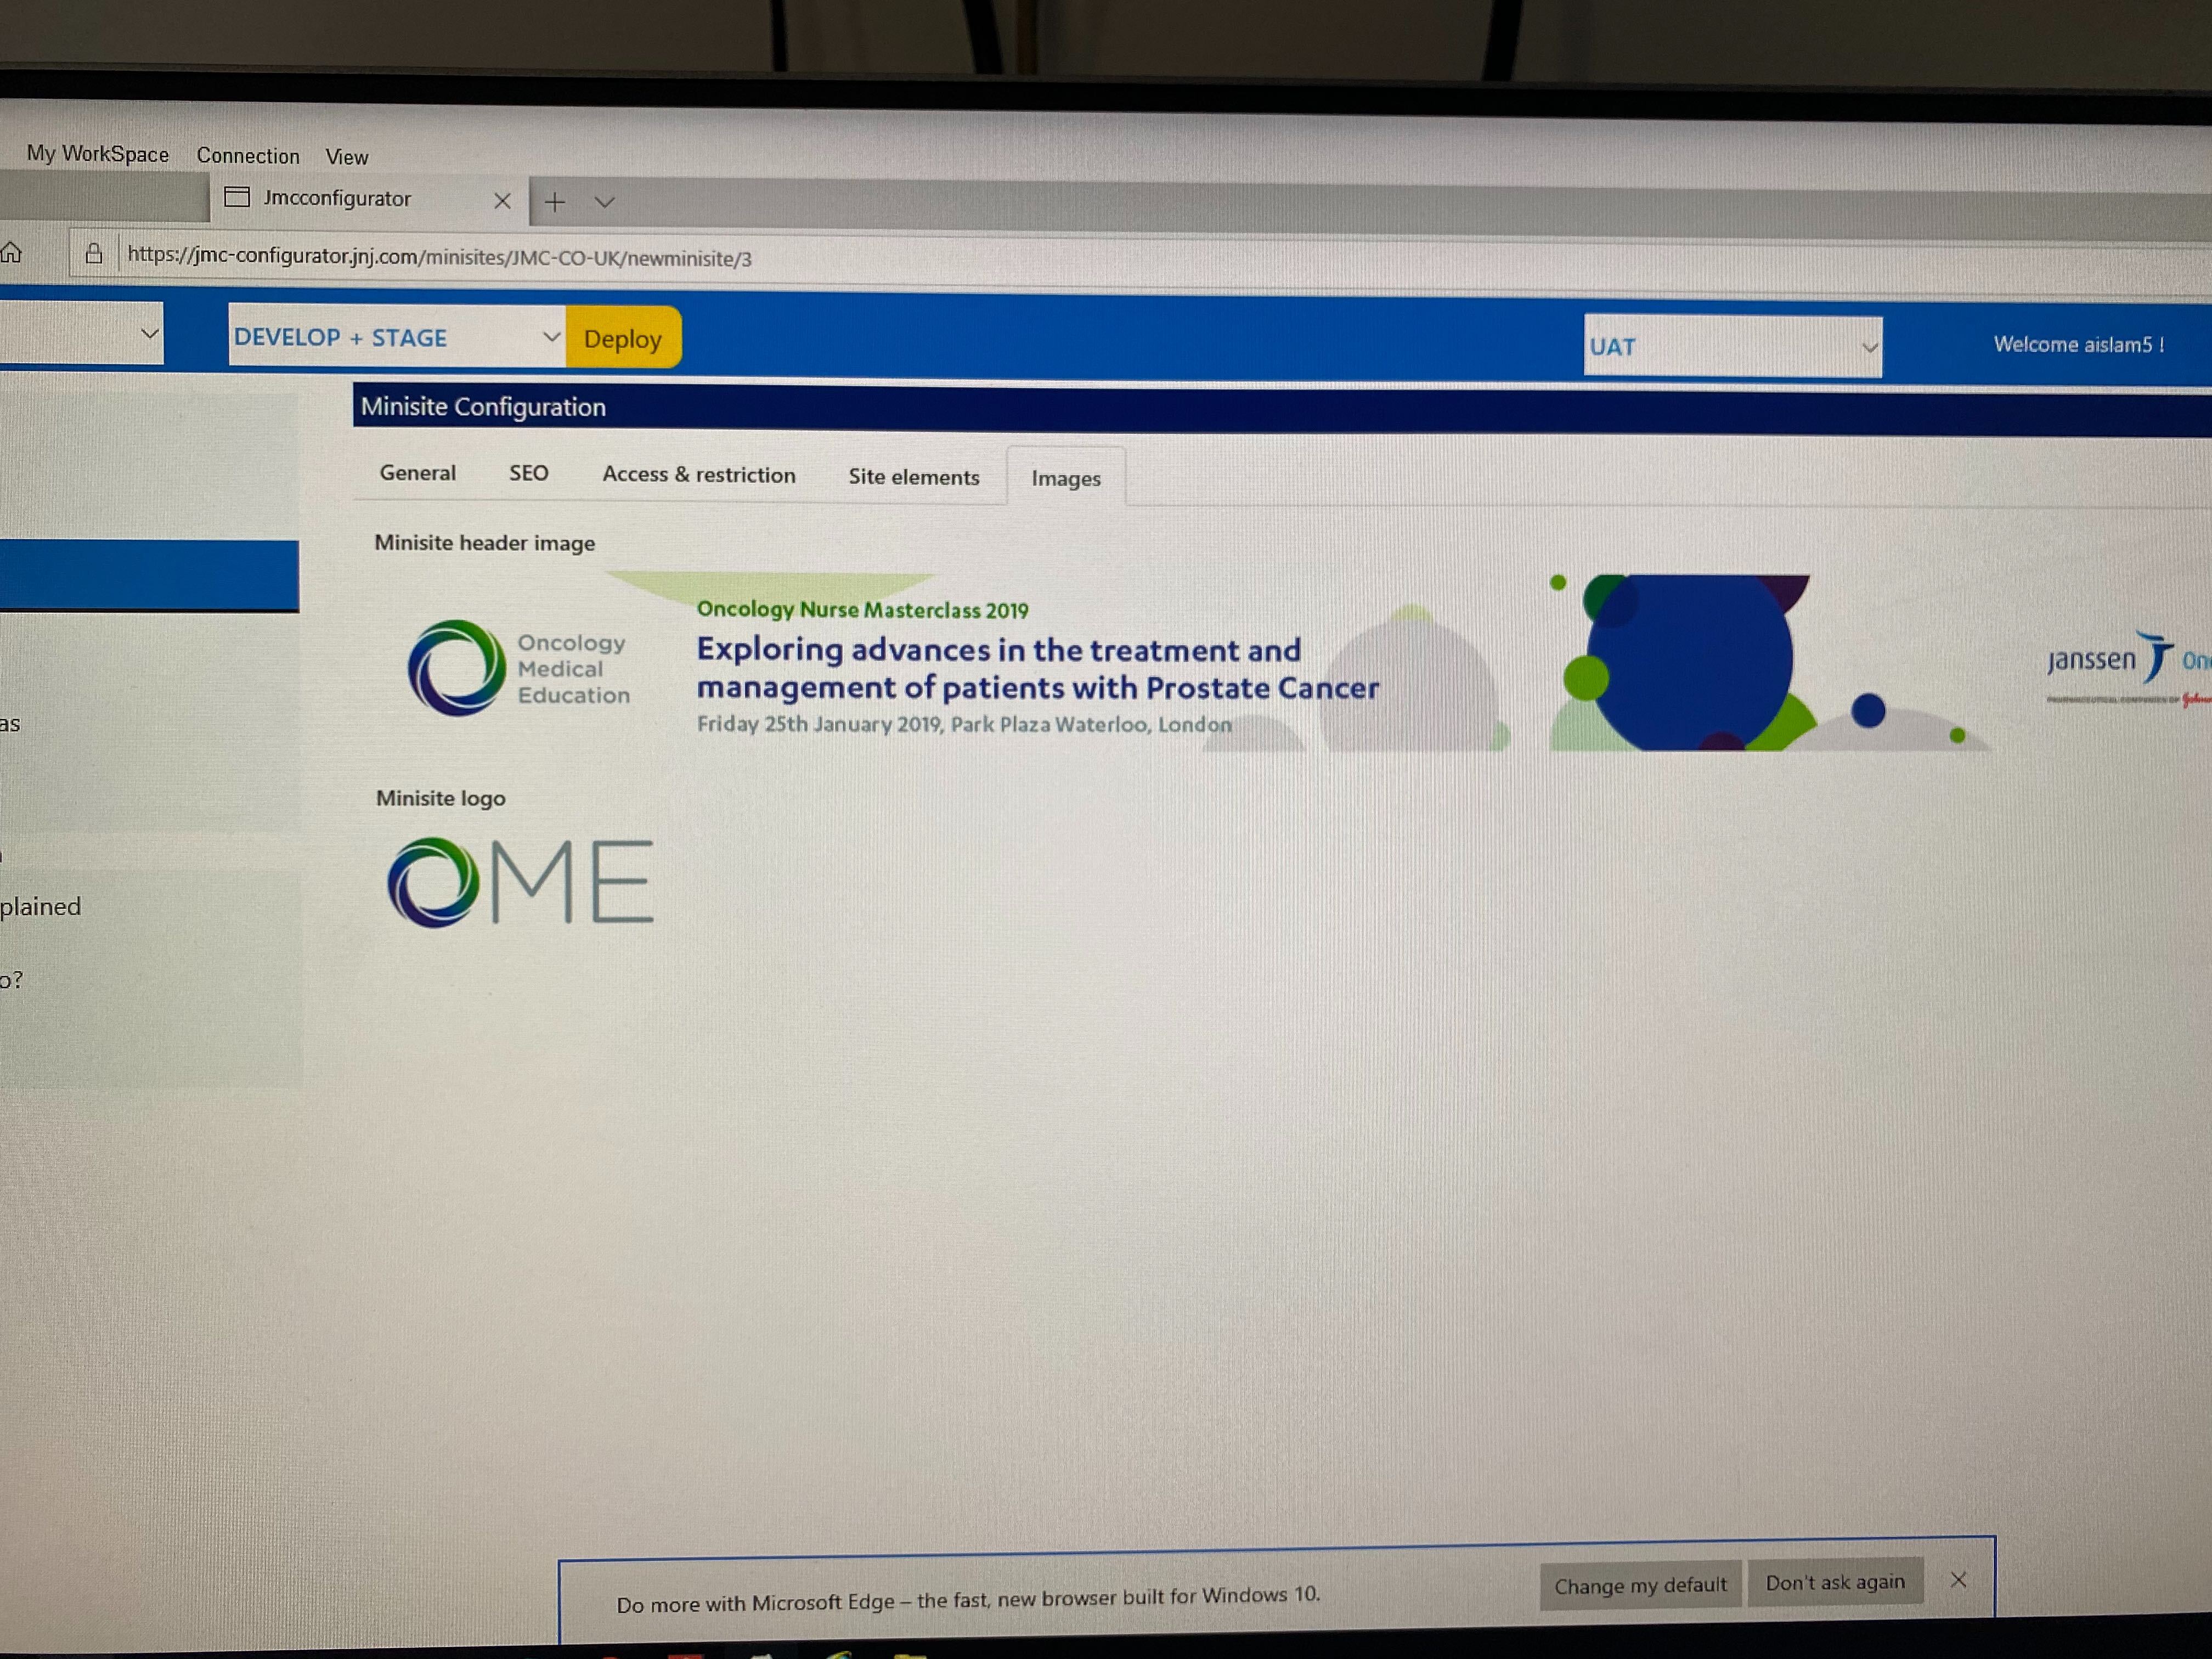 My WorkSpace Connection View
Jmcconfigurator
https://jmc-configurator.jnj.com/minisites/JMC-CO-UK/newminisite/3
DEVELOP + STAGE Deploy UAT Welcome aislam5 !
Minisite Configuration
General SEO Access & restriction Site elements Images
Minisite header image
Oncology
Medical
Education
Oncology Nurse Masterclass 2019
Exploring advances in the treatment and
management of patients with Prostate Cancer
Friday 25th January 2019, Park Plaza Waterloo, London
janssen
PHARMACEUTICAL COMPANIES OF
as
Minisite logo
OME
plained
o?
Do more with Microsoft Edge – the fast, new browser built for Windows 10. Change my default Don't ask again